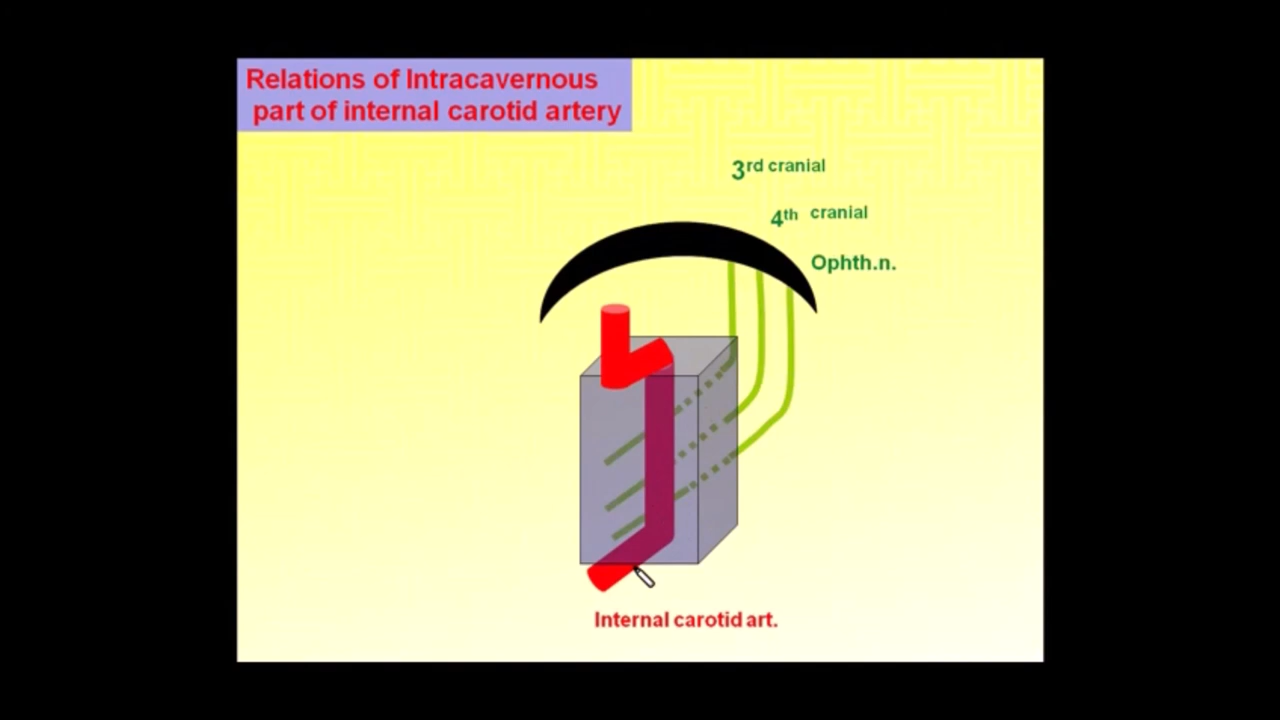 Relations of Intracavernous
part of internal carotid artery
3rd cranial
4th cranial
Ophth.n.
Internal carotid art.